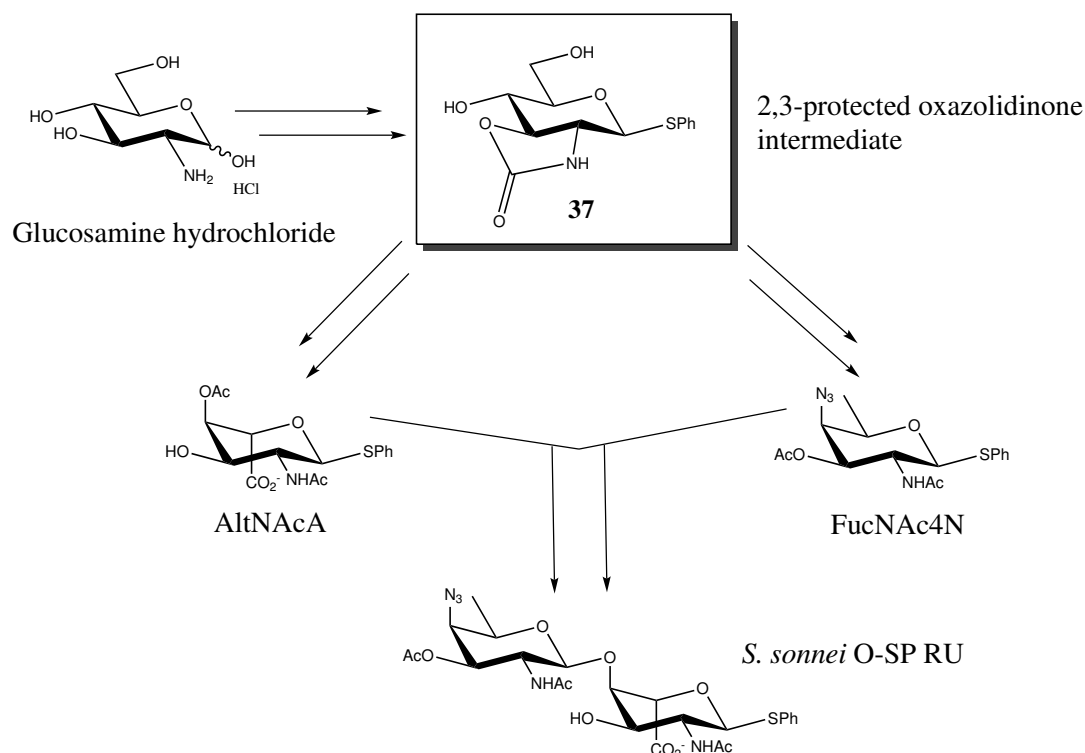 OH
HO
O
HO
NH2
OH
HCl
Glucosamine hydrochloride
OH
HO
O
O
SPh
NH
O
37
2,3-protected oxazolidinone
intermediate
OAc
O
HO
SPh
NHAc
CO2-
AltNAcA
N3
O
AcO
SPh
NHAc
FucNAc4N
N3
O
AcO
O
NHAc
O
HO
SPh
NHAc
CO2-
S. sonnei O-SP RU